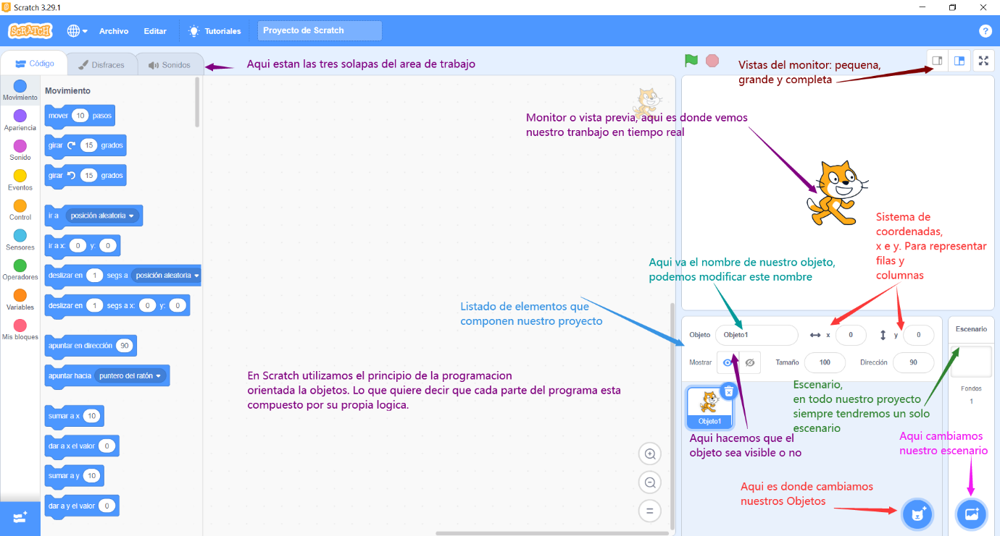 Scratch 3.29.1
SCRATCH
Archivo
Editar
Tutoriales
Proyecto de Scratch
?
Código
Disfraces
Sonidos
Aqui estan las tres solapas del area de trabajo
Vistas del monitor: pequena,
grande y completa
Movimiento
Apariencia
Sonido
Eventos
Control
Sensores
Operadores
Variables
Mis bloques
Movimiento
mover 10 pasos
girar 15 grados
girar 15 grados
ir a posición aleatoria
ir a x: 0 y: 0
deslizar en 1 segs a posición aleatoria
deslizar en 1 segs a x: 0 y: 0
apuntar en dirección 90
apuntar hacia puntero del ratón
sumar a x 10
dar a x el valor 0
sumar a y 10
dar a y el valor 0
Monitor o vista previa, aqui es donde vemos
nuestro tranbajo en tiempo real
Sistema de
coordenadas,
x e y. Para representar
filas y
columnas
Aqui va el nombre de nuestro objeto,
podemos modificar este nombre
Listado de elementos que
componen nuestro proyecto
En Scratch utilizamos el principio de la programacion
orientada la objetos. Lo que quiere decir que cada parte del programa esta
compuesto por su propia logica.
Objeto Objeto1 x 0 y 0
Mostrar Tamaño 100 Dirección 90
Objeto1
Escenario
Fondos
1
Escenario,
en todo nuestro proyecto
siempre tendremos un solo
escenario
Aqui hacemos que el
objeto sea visible o no
Aqui cambiamos
nuestro escenario
Aqui es donde cambiamos
nuestros Objetos